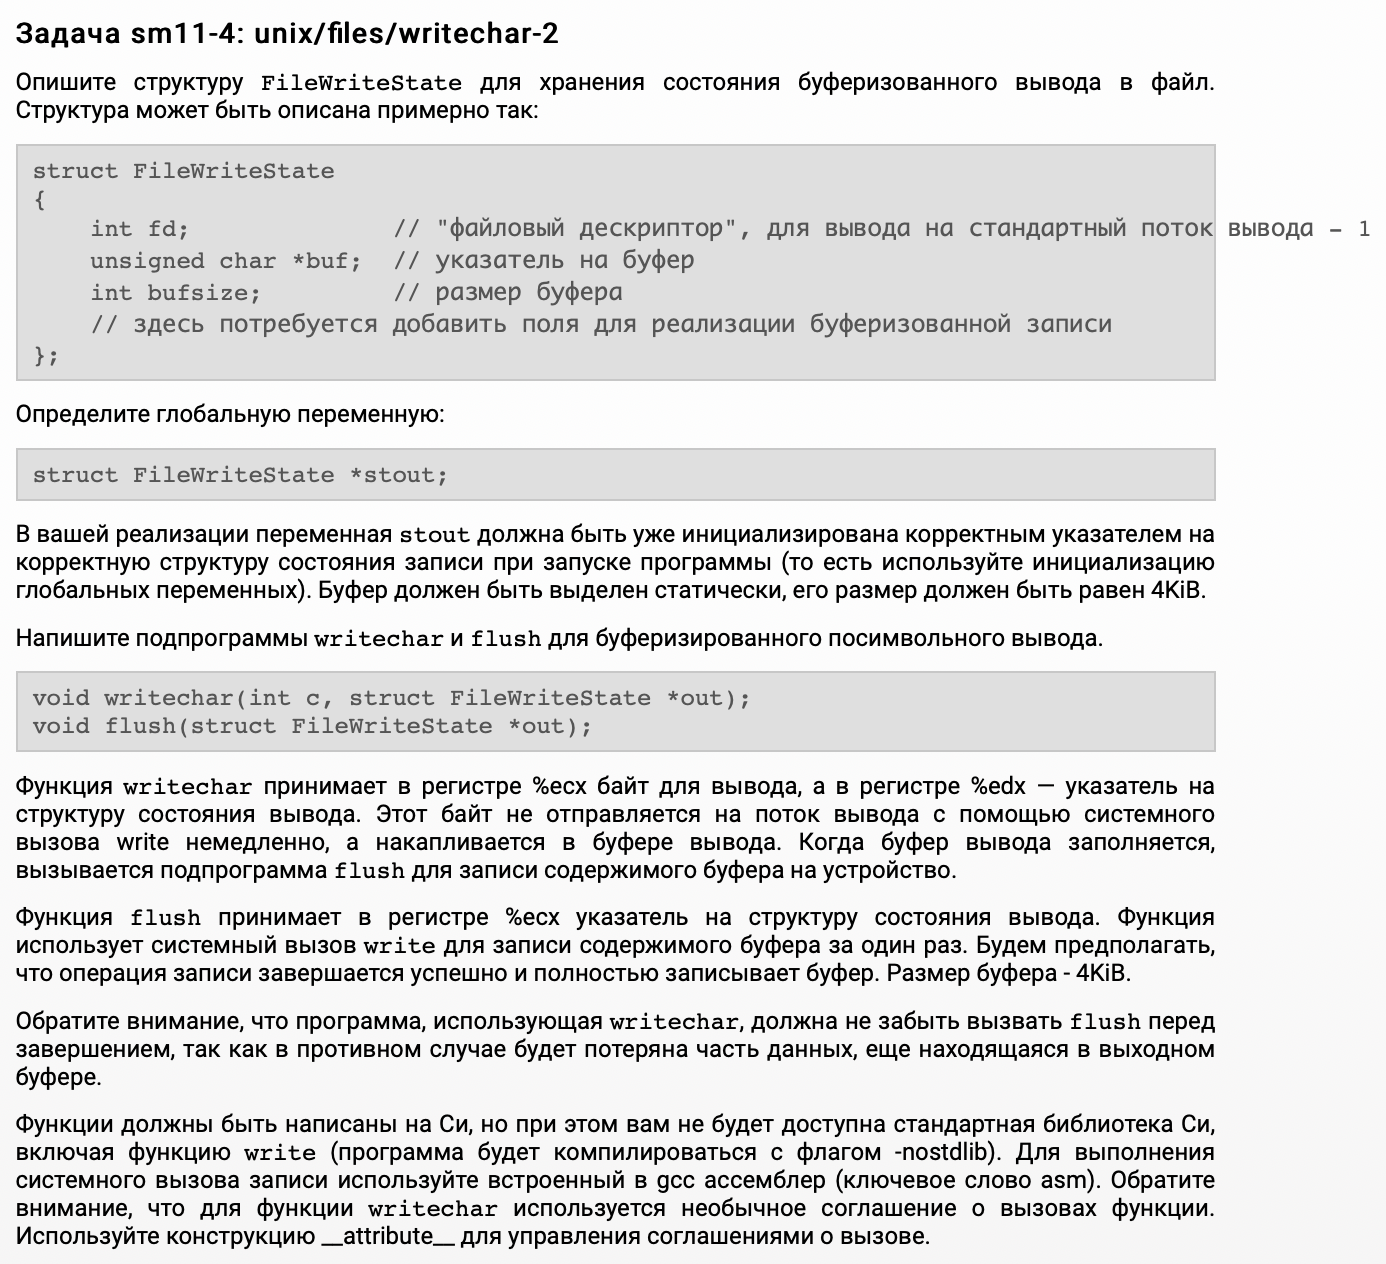 Задача sm11-4: unix/files/writechar-2
Опишите структуру FileWriteState для хранения состояния буферизованного вывода в файл.
Структура может быть описана примерно так:
struct FileWriteState
{
    int fd;              // "файловый дескриптор", для вывода на стандартный поток вывода – 1
    unsigned char *buf;  // указатель на буфер
    int bufsize;         // размер буфера
    // здесь потребуется добавить поля для реализации буферизованной записи
};
Определите глобальную переменную:
struct FileWriteState *stout;
В вашей реализации переменная stout должна быть уже инициализирована корректным указателем на
корректную структуру состояния записи при запуске программы (то есть используйте инициализацию
глобальных переменных). Буфер должен быть выделен статически, его размер должен быть равен 4KiB.
Напишите подпрограммы writechar и flush для буферизированного посимвольного вывода.
void writechar(int c, struct FileWriteState *out);
void flush(struct FileWriteState *out);
Функция writechar принимает в регистре %ecx байт для вывода, а в регистре %edx — указатель на
структуру состояния вывода. Этот байт не отправляется на поток вывода с помощью системного
вызова write немедленно, а накапливается в буфере вывода. Когда буфер вывода заполняется,
вызывается подпрограмма flush для записи содержимого буфера на устройство.
Функция flush принимает в регистре %ecx указатель на структуру состояния вывода. Функция
использует системный вызов write для записи содержимого буфера за один раз. Будем предполагать,
что операция записи завершается успешно и полностью записывает буфер. Размер буфера - 4KiB.
Обратите внимание, что программа, использующая writechar, должна не забыть вызвать flush перед
завершением, так как в противном случае будет потеряна часть данных, еще находящаяся в выходном
буфере.
Функции должны быть написаны на Си, но при этом вам не будет доступна стандартная библиотека Си,
включая функцию write (программа будет компилироваться с флагом -nostdlib). Для выполнения
системного вызова записи используйте встроенный в gcc ассемблер (ключевое слово asm). Обратите
внимание, что для функции writechar используется необычное соглашение о вызовах функции.
Используйте конструкцию __attribute__ для управления соглашениями о вызове.